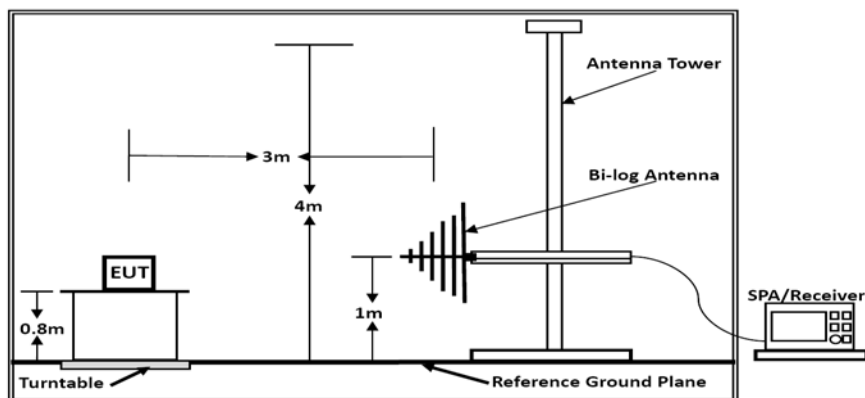 Antenna Tower
3m
Bi-log Antenna
4m
EUT
SPA/Receiver
0.8m
1m
Turntable
Reference Ground Plane